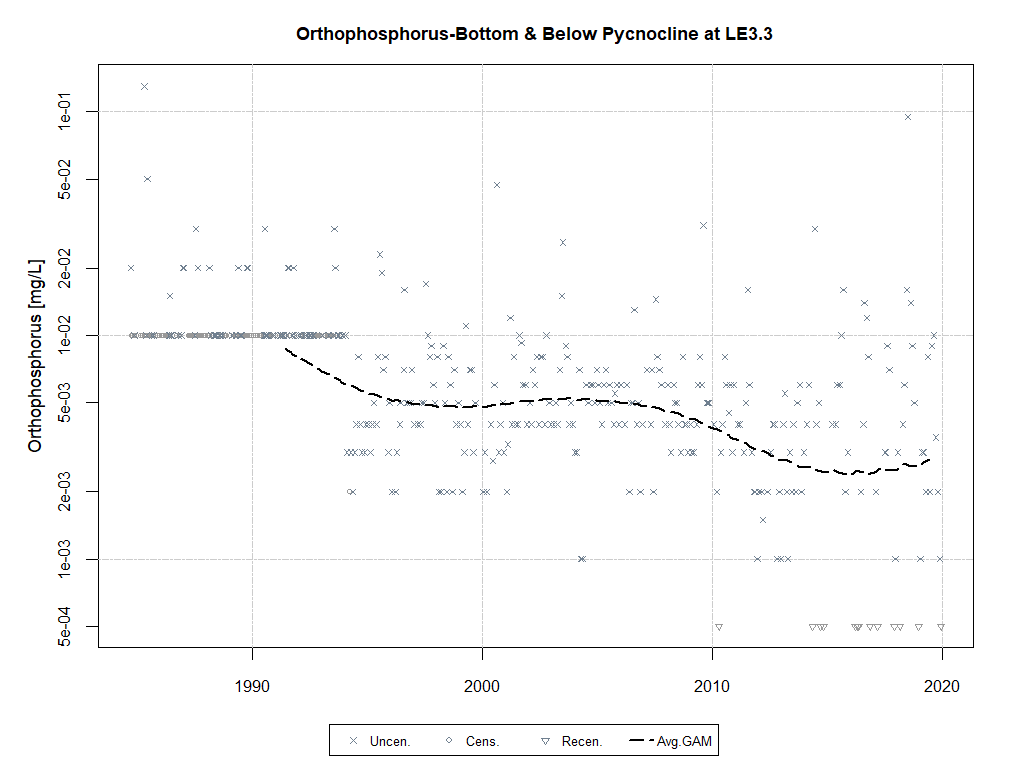 Orthophosphorus-Bottom & Below Pycnocline at LE3.3
Orthophosphorus [mg/L]
1e-01
5e-02
2e-02
1e-02
5e-03
2e-03
1e-03
5e-04
1990 2000 2010 2020
Uncen. Cens. Recen. Avg.GAM